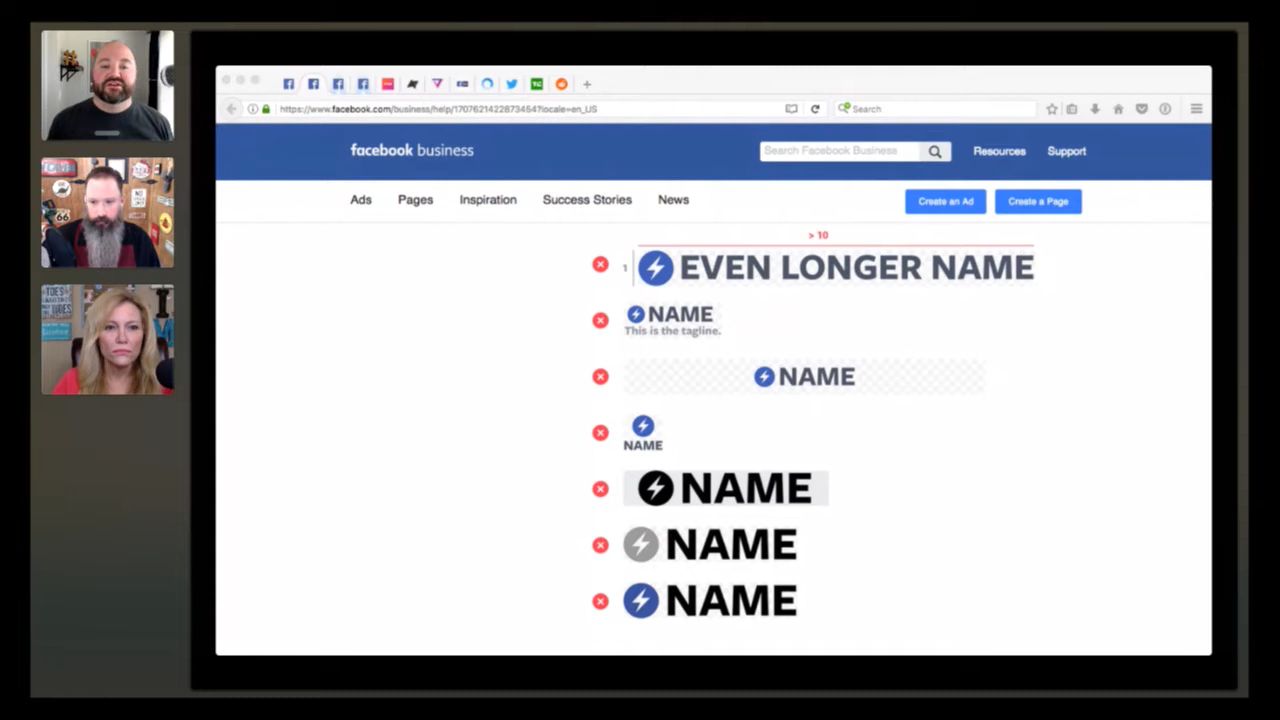 https://www.facebook.com/business/help/1707621422873454?locale=en_US
Search
facebook business
Search Facebook Business
Resources
Support
Ads
Pages
Inspiration
Success Stories
News
Create an Ad
Create a Page
> 10
1
EVEN LONGER NAME
NAME
This is the tagline.
NAME
NAME
NAME
NAME
NAME
66